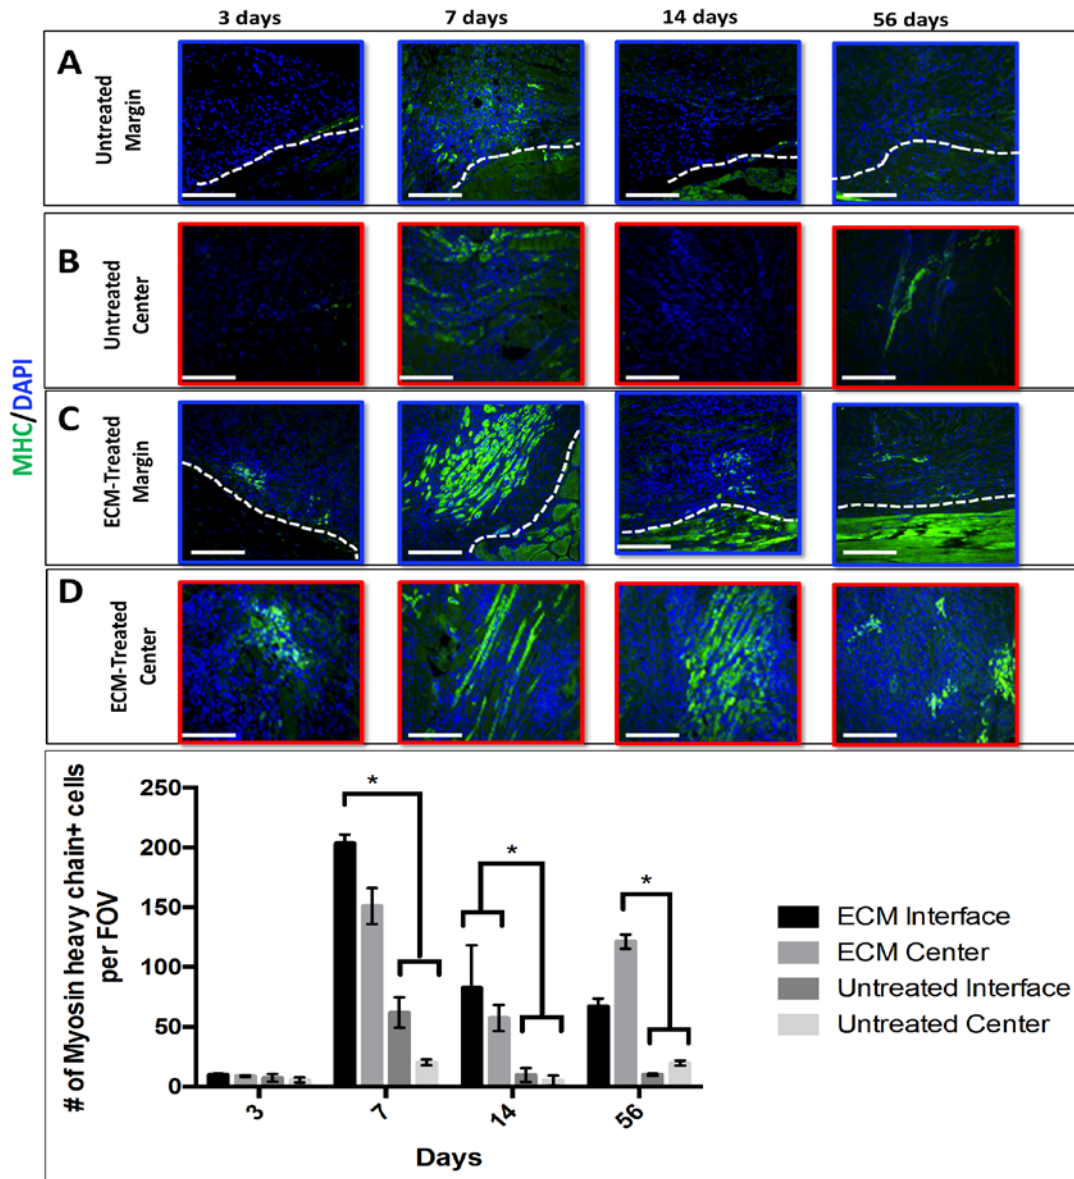 3 days 7 days 14 days 56 days
A
Untreated
Margin
B
Untreated
Center
MHC/DAPI
C
ECM-Treated
Margin
D
ECM-Treated
Center
# of Myosin heavy chain+ cells
per FOV
250
200
150
100
50
0
*
*
*
3 7 14 56
Days
ECM Interface
ECM Center
Untreated Interface
Untreated Center